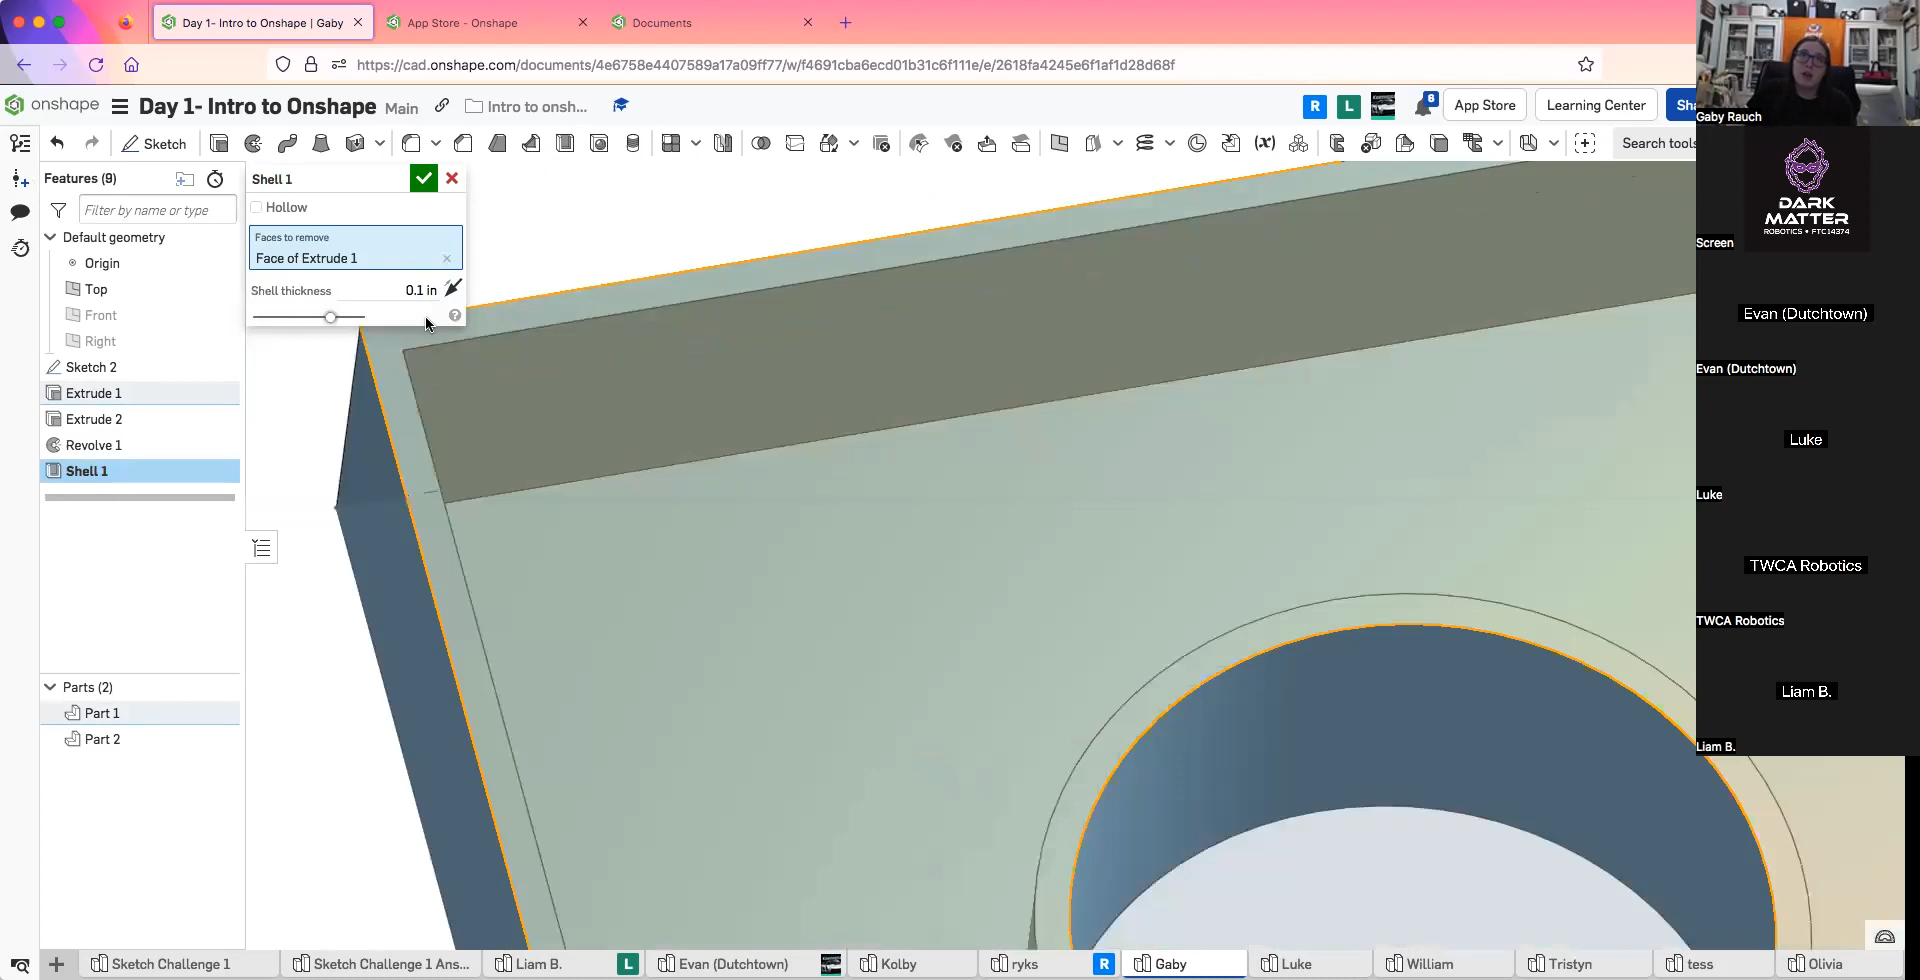 Day 1- Intro to Onshape | Gaby
App Store - Onshape
Documents
https://cad.onshape.com/documents/4e6758e4407589a17a09ff77/w/f4691cba6ecd01b31c6f111e/e/2618fa4245e6f1af1d28d68f
onshape
Day 1- Intro to Onshape
Main
Intro to onsh...
R
L
6
App Store
Learning Center
Sha
Sketch
Search tools
Features (9)
Filter by name or type
Default geometry
Origin
Top
Front
Right
Sketch 2
Extrude 1
Extrude 2
Revolve 1
Shell 1
Parts (2)
Part 1
Part 2
Shell 1
Hollow
Faces to remove
Face of Extrude 1
Shell thickness
0.1 in
Gaby Rauch
DARK
MATTER
ROBOTICS • FTC14374
Screen
Evan (Dutchtown)
Evan (Dutchtown)
Luke
Luke
TWCA Robotics
TWCA Robotics
Liam B.
Liam B.
Sketch Challenge 1
Sketch Challenge 1 Ans...
Liam B.
L
Evan (Dutchtown)
Kolby
ryks
R
Gaby
Luke
William
Tristyn
tess
Olivia